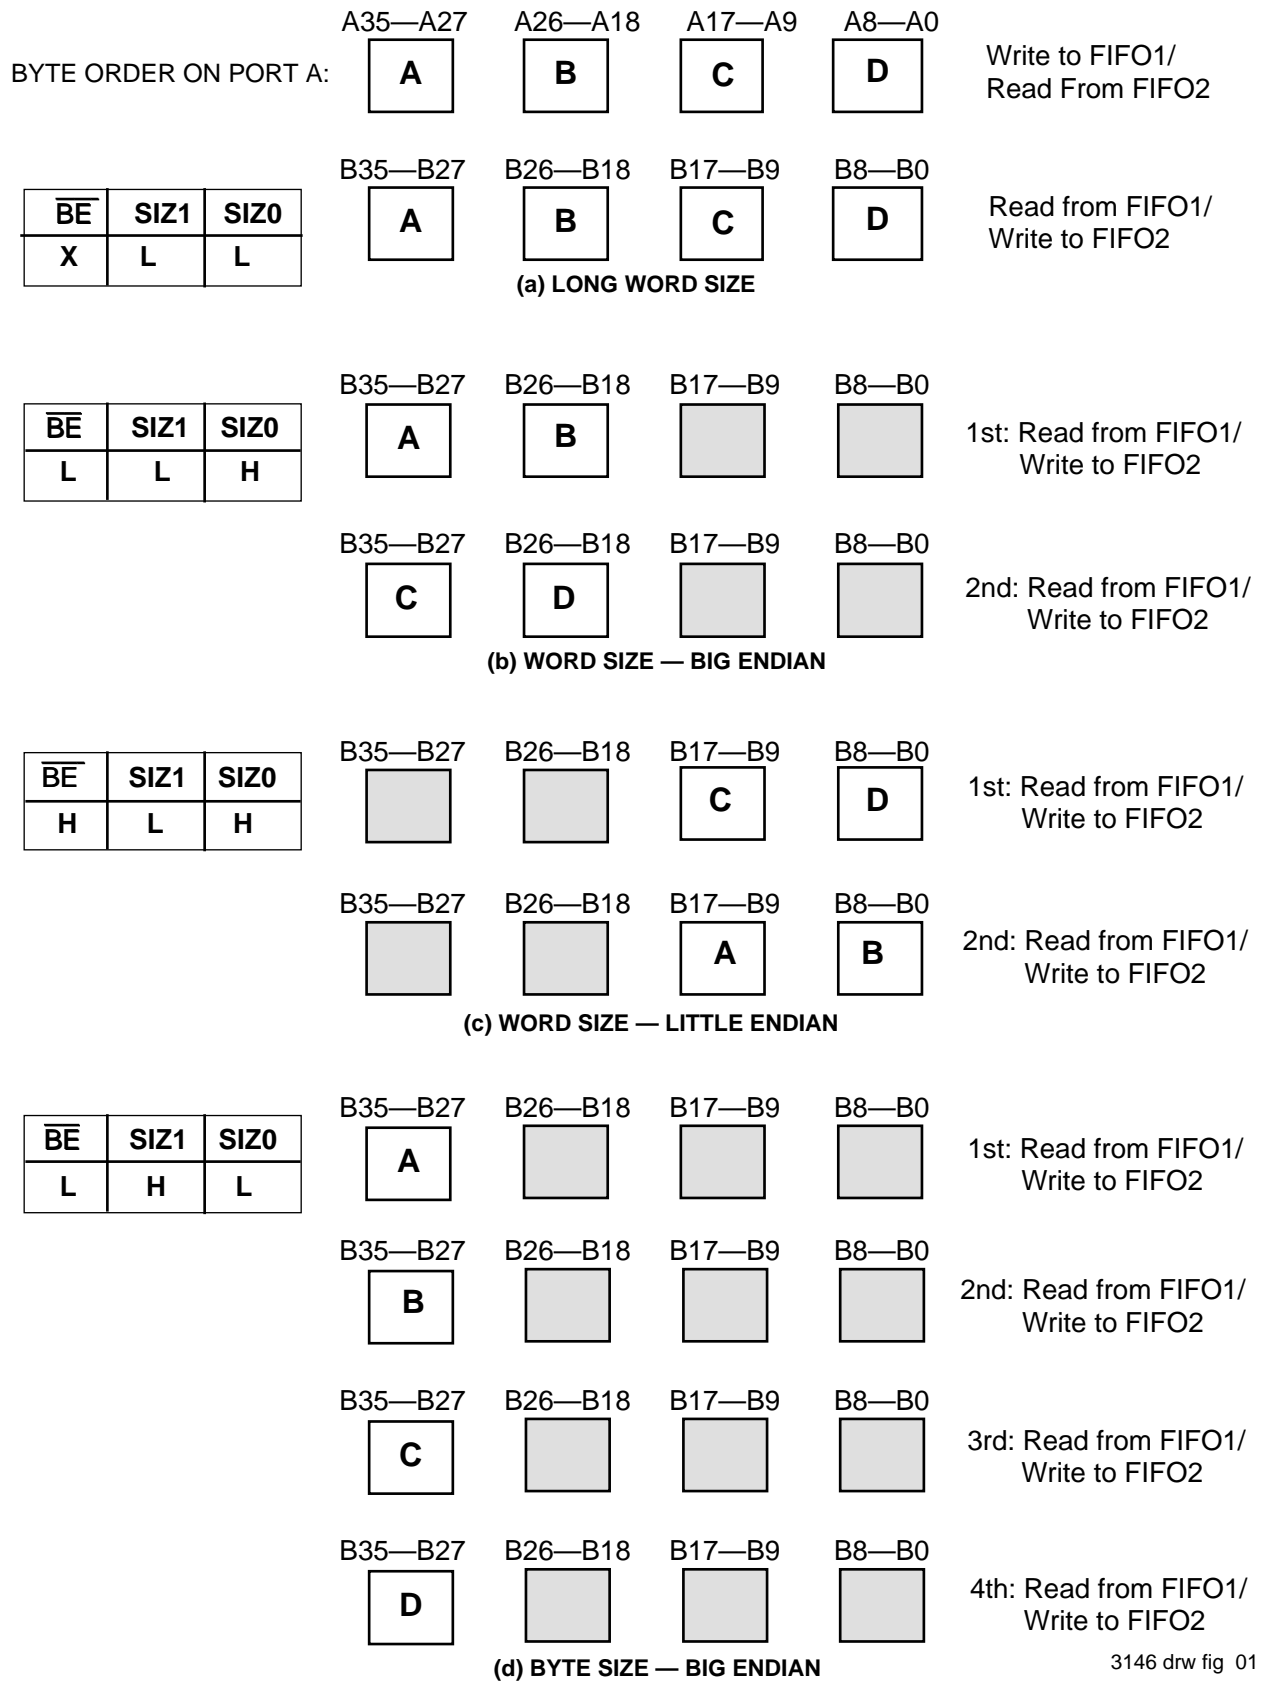 A35—A27 A26—A18 A17—A9 A8—A0
BYTE ORDER ON PORT A: A B C D Write to FIFO1/
Read From FIFO2
B35—B27 B26—B18 B17—B9 B8—B0
BE SIZ1 SIZ0 A B C D Read from FIFO1/
X L L Write to FIFO2
(a) LONG WORD SIZE
B35—B27 B26—B18 B17—B9 B8—B0
BE SIZ1 SIZ0 A B 1st: Read from FIFO1/
L L H Write to FIFO2
B35—B27 B26—B18 B17—B9 B8—B0
C D 2nd: Read from FIFO1/
Write to FIFO2
(b) WORD SIZE — BIG ENDIAN
B35—B27 B26—B18 B17—B9 B8—B0
BE SIZ1 SIZ0 C D 1st: Read from FIFO1/
H L H Write to FIFO2
B35—B27 B26—B18 B17—B9 B8—B0
A B 2nd: Read from FIFO1/
Write to FIFO2
(c) WORD SIZE — LITTLE ENDIAN
B35—B27 B26—B18 B17—B9 B8—B0
BE SIZ1 SIZ0 A 1st: Read from FIFO1/
L H L Write to FIFO2
B35—B27 B26—B18 B17—B9 B8—B0
B 2nd: Read from FIFO1/
Write to FIFO2
B35—B27 B26—B18 B17—B9 B8—B0
C 3rd: Read from FIFO1/
Write to FIFO2
B35—B27 B26—B18 B17—B9 B8—B0
D 4th: Read from FIFO1/
Write to FIFO2
(d) BYTE SIZE — BIG ENDIAN 3146 drw fig 01